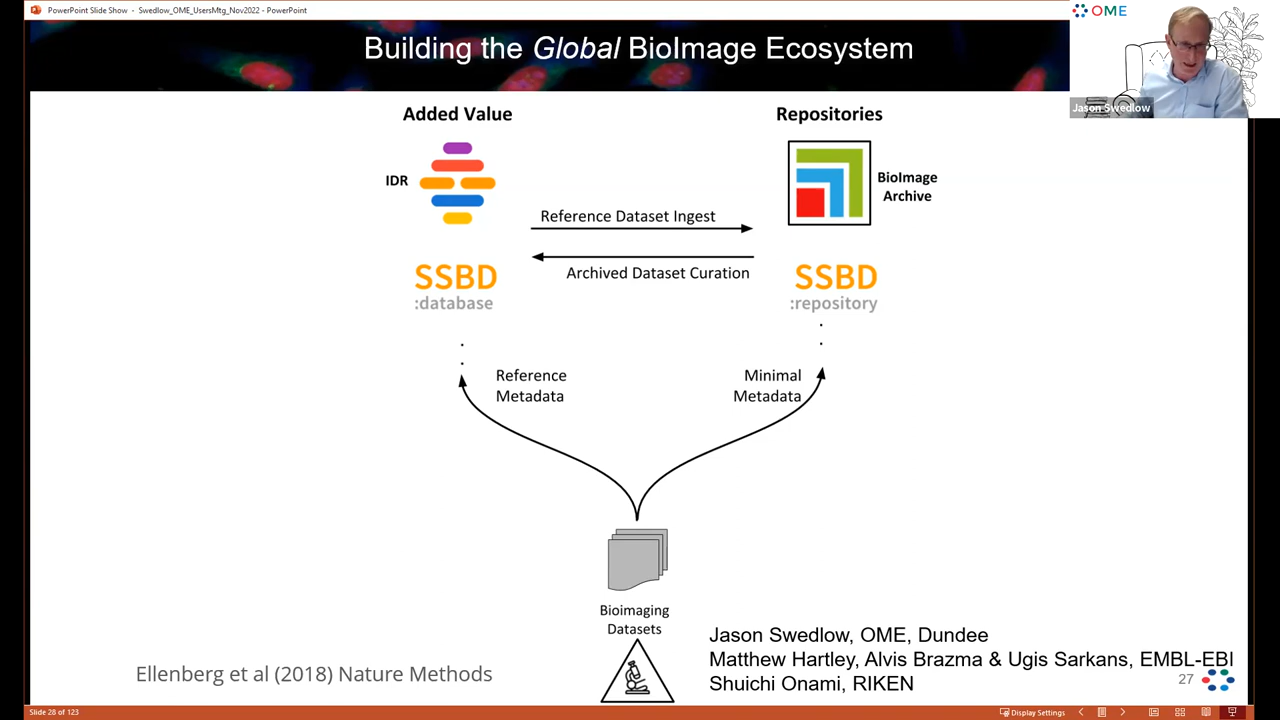 PowerPoint Slide Show - Swedlow_OME_UsersMtg_Nov2022 - PowerPoint
OME
Jason Swedlow
Building the Global BioImage Ecosystem
Added Value
Repositories
IDR
BioImage
Archive
Reference Dataset Ingest
Archived Dataset Curation
SSBD
:database
SSBD
:repository
Reference
Metadata
Minimal
Metadata
Bioimaging
Datasets
Jason Swedlow, OME, Dundee
Matthew Hartley, Alvis Brazma & Ugis Sarkans, EMBL-EBI
Shuichi Onami, RIKEN
Ellenberg et al (2018) Nature Methods
27
Slide 28 of 123
Display Settings